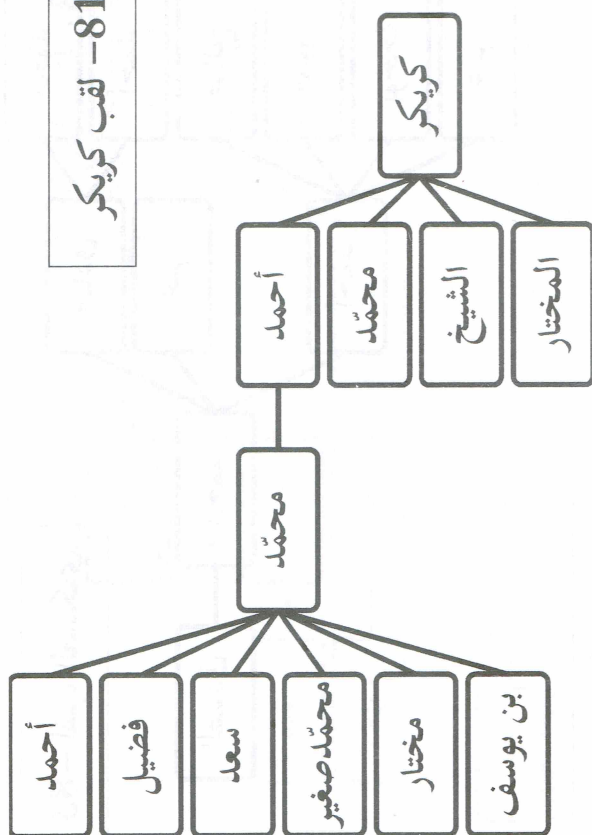 81- لقب كريكر
كريكر
أحمد
محمّد
الشيخ
المختار
محمّد
أحمد
فضيل
سعد
محمّد صغير
مختار
بن يوسف